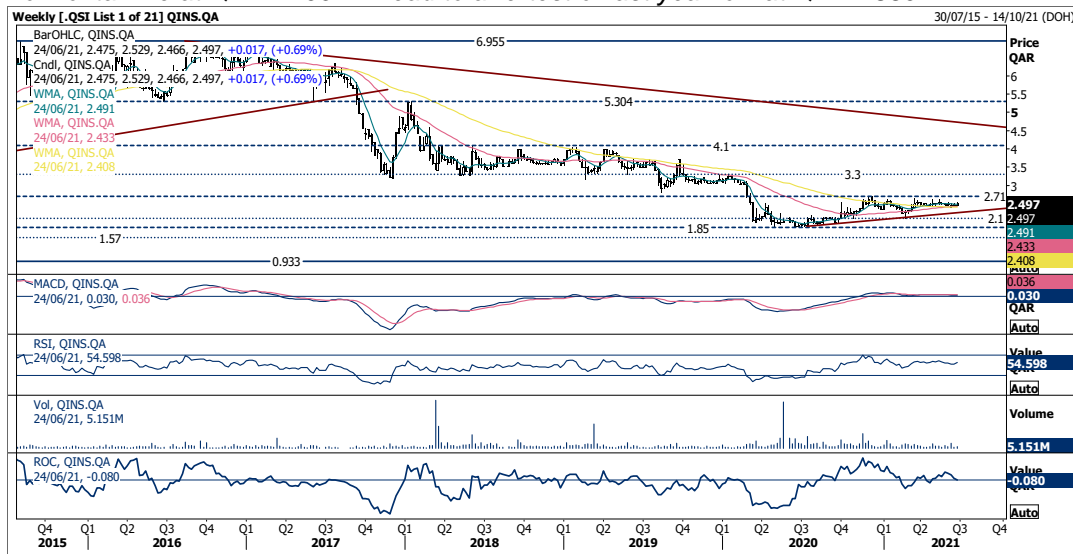 Weekly [.QSI List 1 of 21] QINS.QA
30/07/15 - 14/10/21 (DOH)
BarOHLC, QINS.QA
24/06/21, 2.475, 2.529, 2.466, 2.497, +0.017, (+0.69%)
Cndl, QINS.QA
24/06/21, 2.475, 2.529, 2.466, 2.497, +0.017, (+0.69%)
WMA, QINS.QA
24/06/21, 2.491
WMA, QINS.QA
24/06/21, 2.433
WMA, QINS.QA
24/06/21, 2.408
6.955
5.304
4.1
3.3
2.71
2.1
1.85
1.57
0.933
Price
QAR
6
5.5
5
4.5
4
3.5
3
2.497
2.497
2.491
2.433
2.408
Auto
MACD, QINS.QA
24/06/21, 0.030, 0.036
0.036
0.030
QAR
Auto
RSI, QINS.QA
24/06/21, 54.598
Value
54.598
QAR
Auto
Vol, QINS.QA
24/06/21, 5.151M
Volume
5.151M
ROC, QINS.QA
24/06/21, -0.080
Value
-0.080
QAR
Auto
Q4 Q1 Q2 Q3 Q4 Q1 Q2 Q3 Q4 Q1 Q2 Q3 Q4 Q1 Q2 Q3 Q4 Q1 Q2 Q3 Q4 Q1 Q2 Q3 Q4
2015 2016 2017 2018 2019 2020 2021